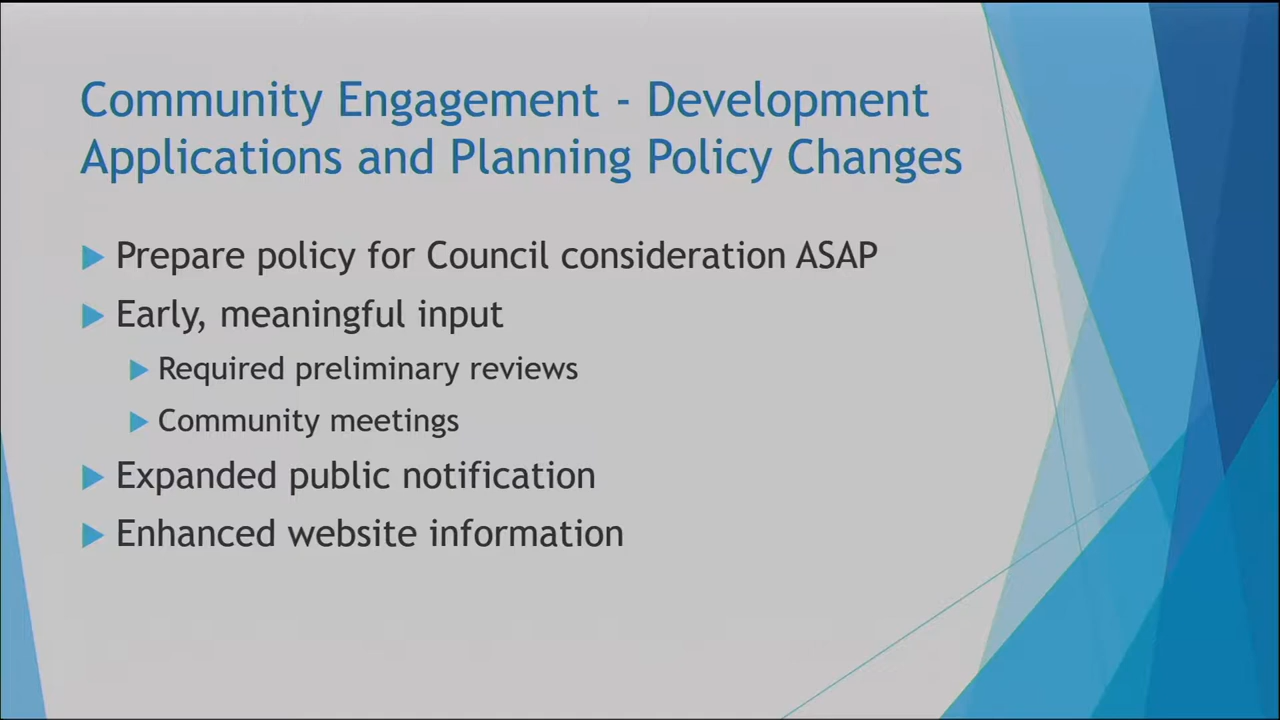 Community Engagement - Development
Applications and Planning Policy Changes
Prepare policy for Council consideration ASAP
Early, meaningful input
Required preliminary reviews
Community meetings
Expanded public notification
Enhanced website information